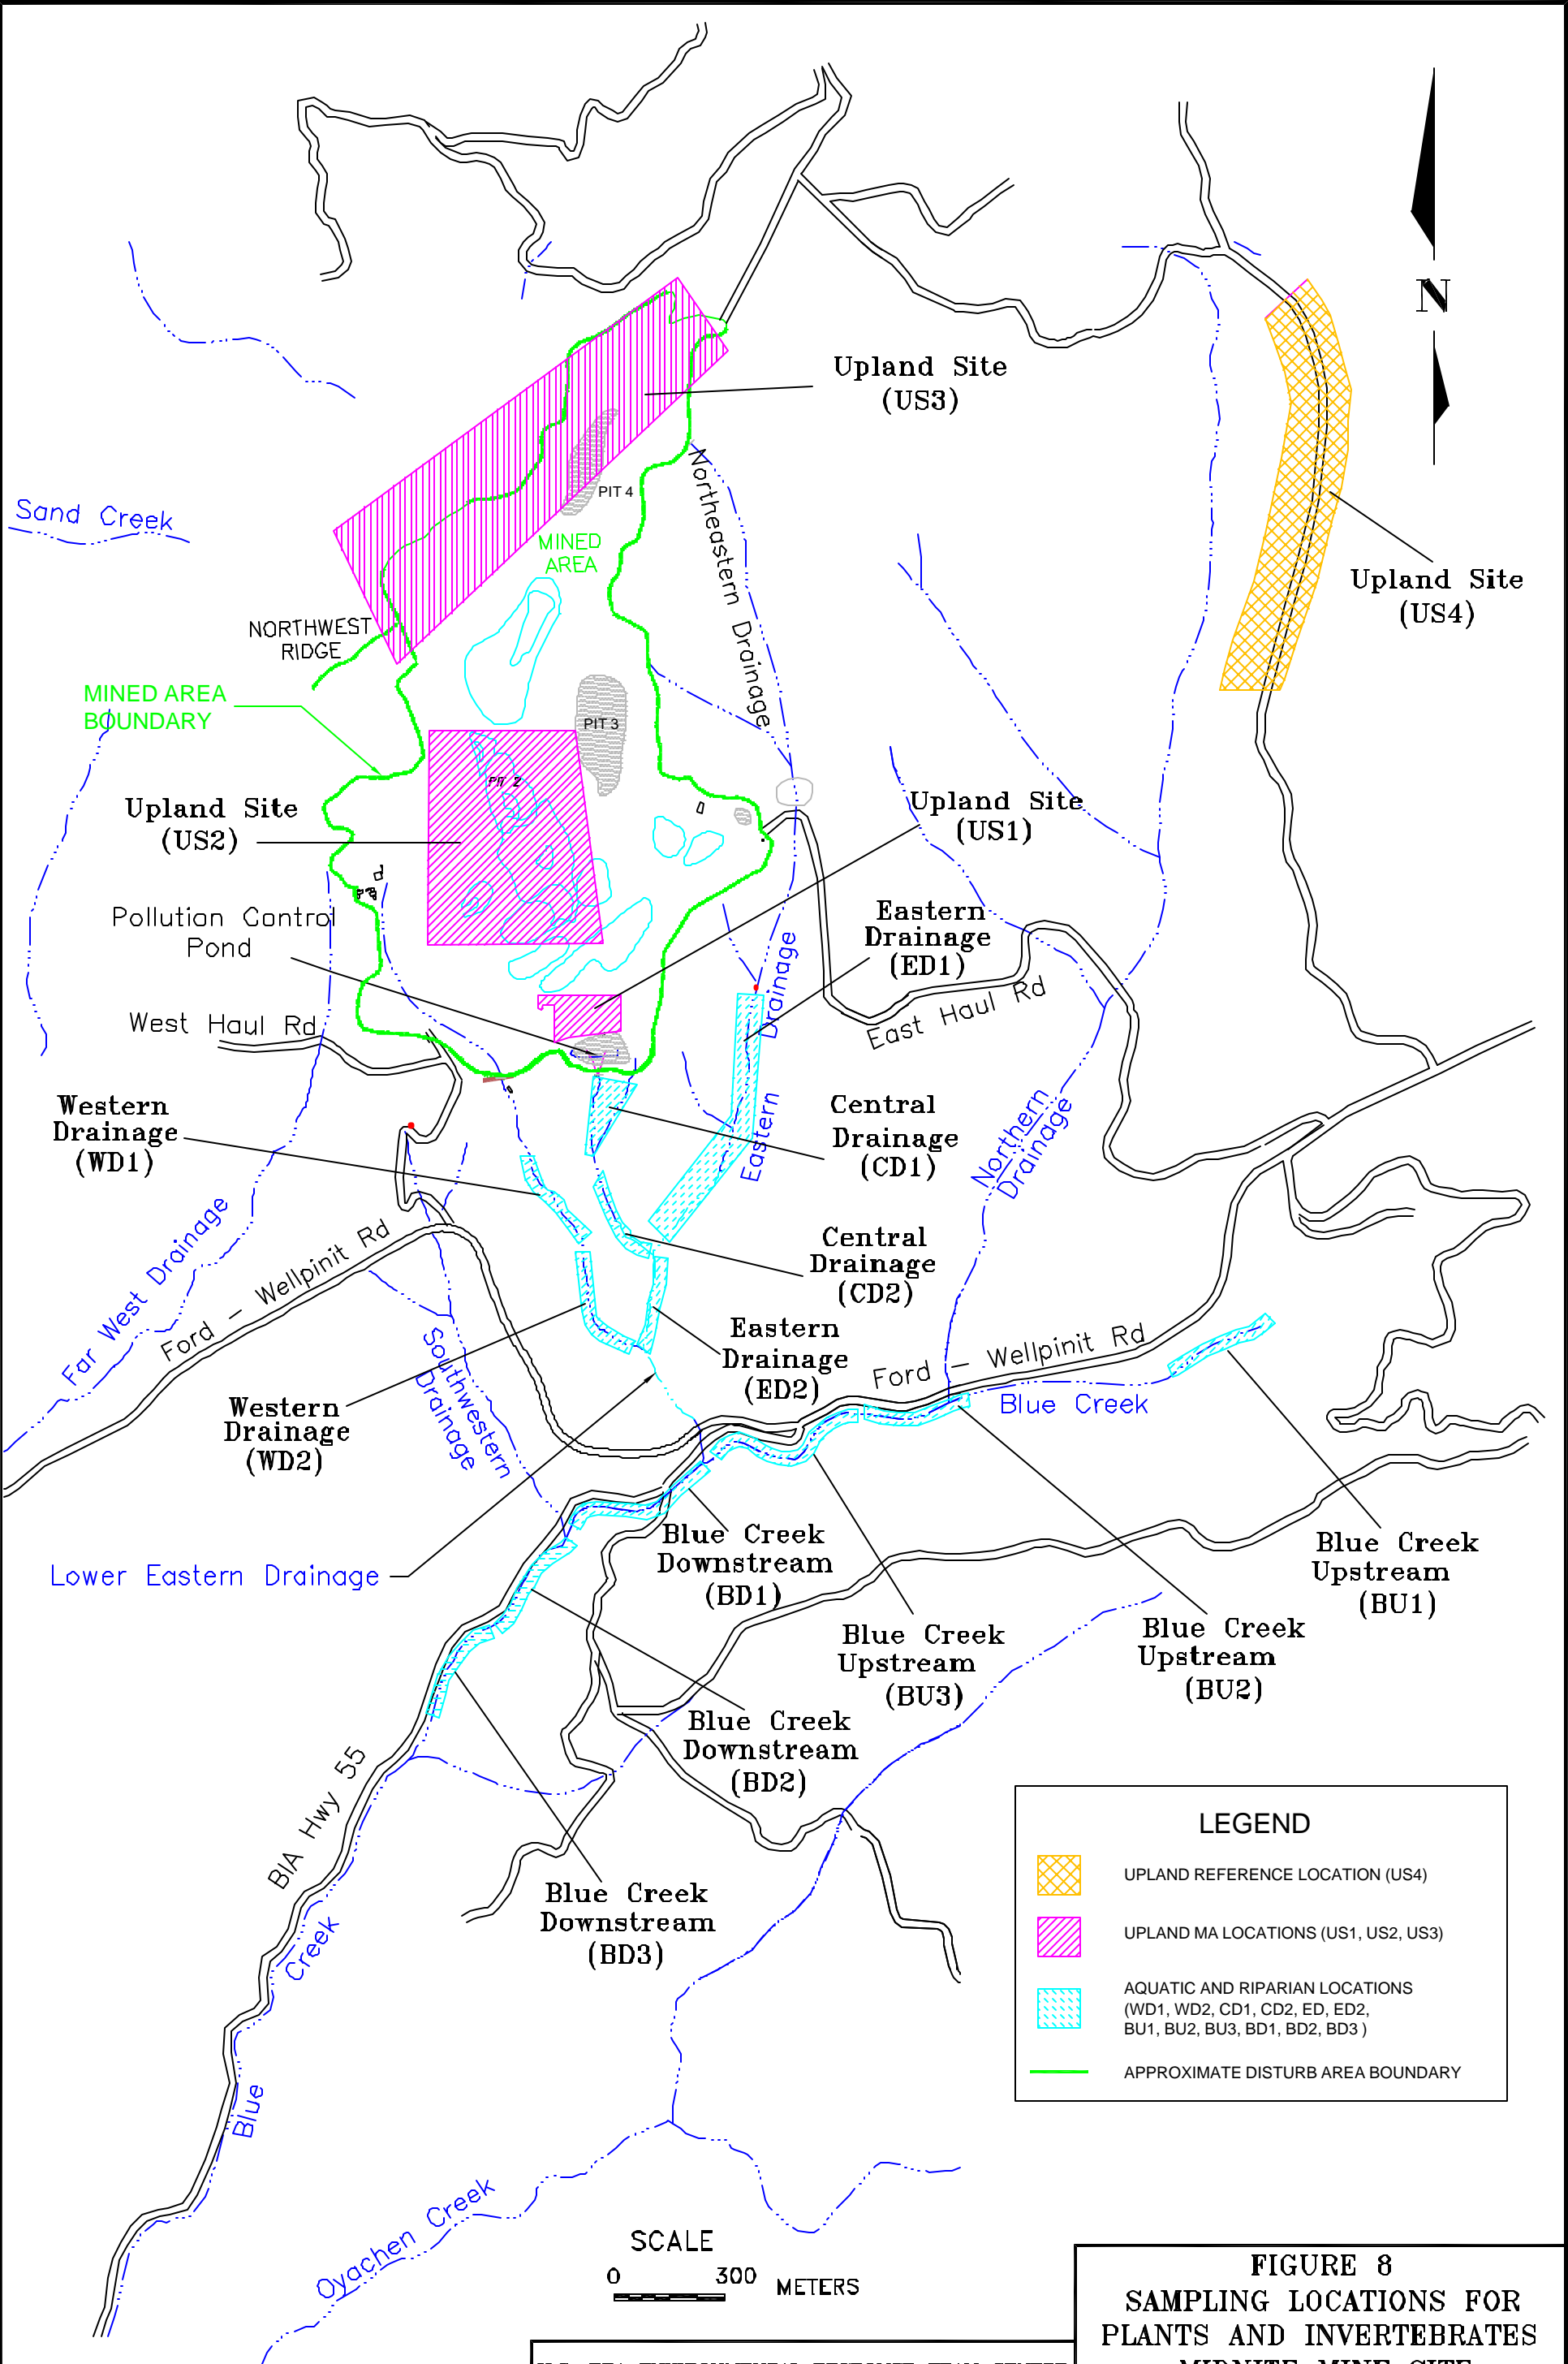 N
Upland Site
(US3)
PIT 4
MINED
AREA
Northeastern Drainage
Sand Creek
Upland Site
(US4)
NORTHWEST
RIDGE
MINED AREA
BOUNDARY
PIT 3
PIT 2
Upland Site
(US2)
Upland Site
(US1)
Pollution Control
Pond
Eastern
Drainage
(ED1)
Eastern Drainage
East Haul Rd
West Haul Rd
Western
Drainage
(WD1)
Central
Drainage
(CD1)
Northern
Drainage
Far West Drainage
Ford - Wellpinit Rd
Central
Drainage
(CD2)
Southwestern
Drainage
Eastern
Drainage
(ED2)
Ford - Wellpinit Rd
Blue Creek
Western
Drainage
(WD2)
Lower Eastern Drainage
Blue Creek
Downstream
(BD1)
Blue Creek
Upstream
(BU1)
Blue Creek
Upstream
(BU2)
Blue Creek
Upstream
(BU3)
Blue Creek
Downstream
(BD2)
BIA Hwy 55
Blue Creek
Downstream
(BD3)
Blue Creek
LEGEND
UPLAND REFERENCE LOCATION (US4)
UPLAND MA LOCATIONS (US1, US2, US3)
AQUATIC AND RIPARIAN LOCATIONS
(WD1, WD2, CD1, CD2, ED, ED2,
BU1, BU2, BU3, BD1, BD2, BD3 )
APPROXIMATE DISTURB AREA BOUNDARY
Oyachen Creek
SCALE
0 300 METERS
FIGURE 8
SAMPLING LOCATIONS FOR
PLANTS AND INVERTEBRATES
MIDNITE MINE SITE